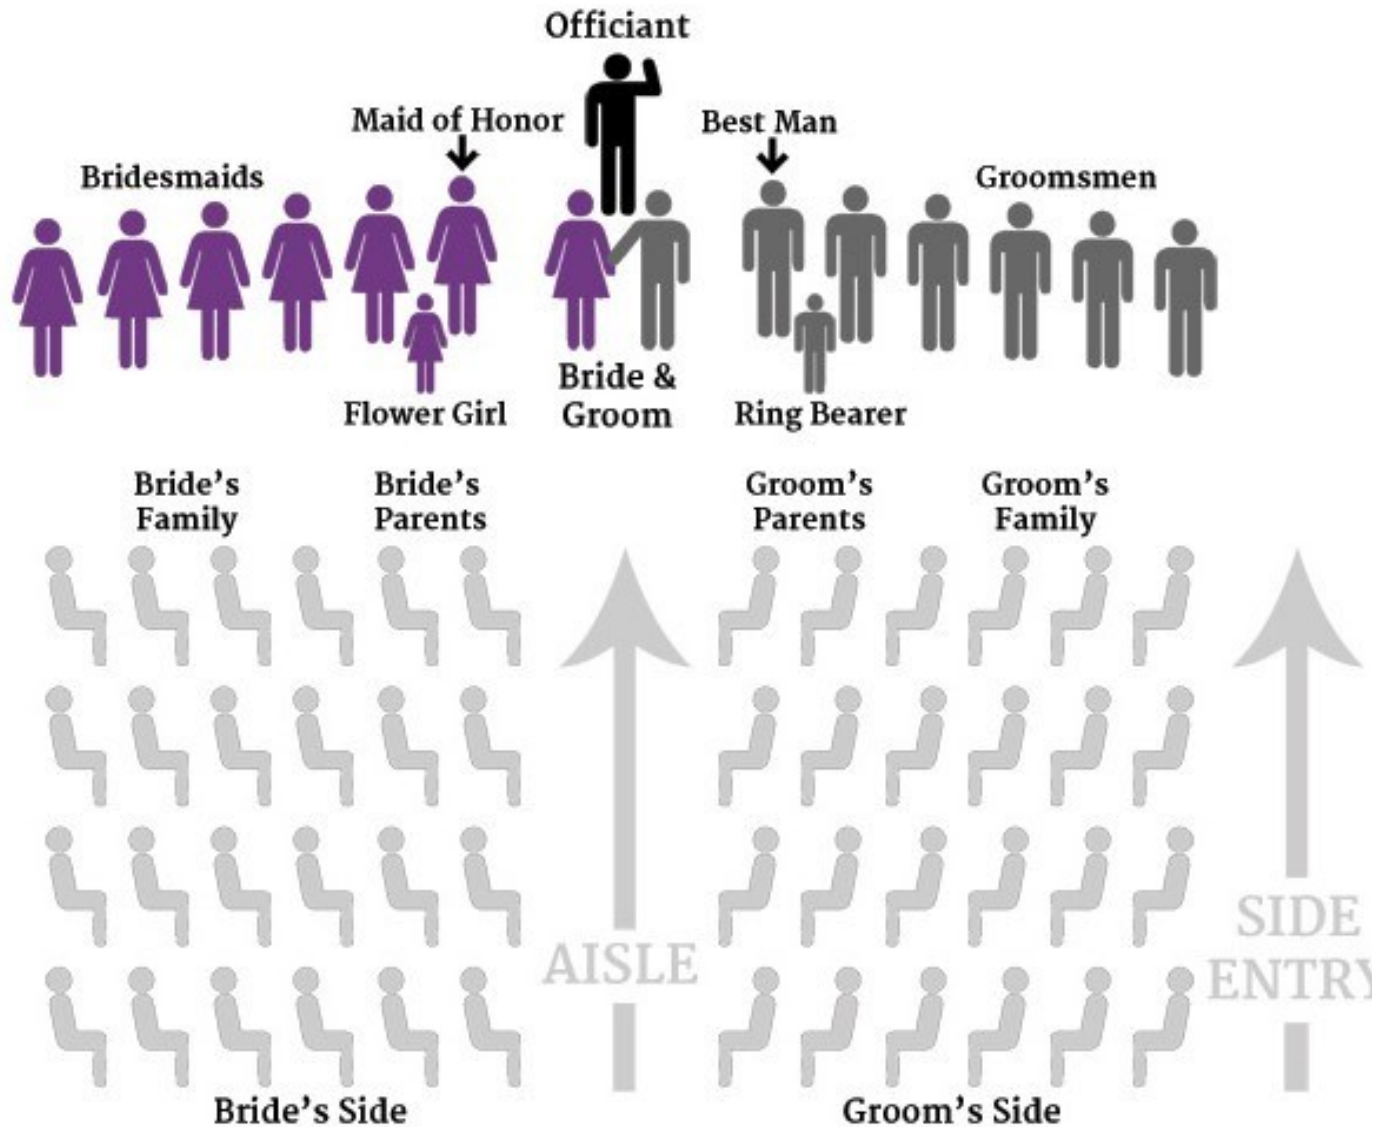 Officiant
Maid of Honor
Best Man
Bridesmaids
Groomsmen
Bride &
Groom
Flower Girl
Ring Bearer
Bride’s
Family
Bride’s
Parents
Groom’s
Parents
Groom’s
Family
AISLE
SIDE
ENTRY
Bride’s Side
Groom’s Side